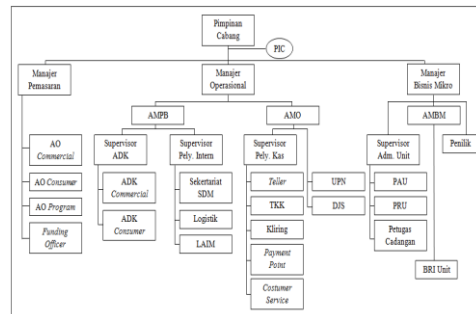 Pimpinan
Cabang
PIC
Manajer
Pemasaran
Manajer
Operasional
Manajer
Bisnis Mikro
AMPB
AMO
AMBM
Penilik
AO
Commercial
AO Consumer
AO Program
Funding
Officer
Supervisor
ADK
ADK
Commercial
ADK
Consumer
Supervisor
Pely. Intern
Sekertariat
SDM
Logistik
LAIM
Supervisor
Pely. Kas
Teller
TKK
Kliring
Payment
Point
Costumer
Service
UPN
DJS
Supervisor
Adm. Unit
PAU
PRU
Petugas
Cadangan
BRI Unit